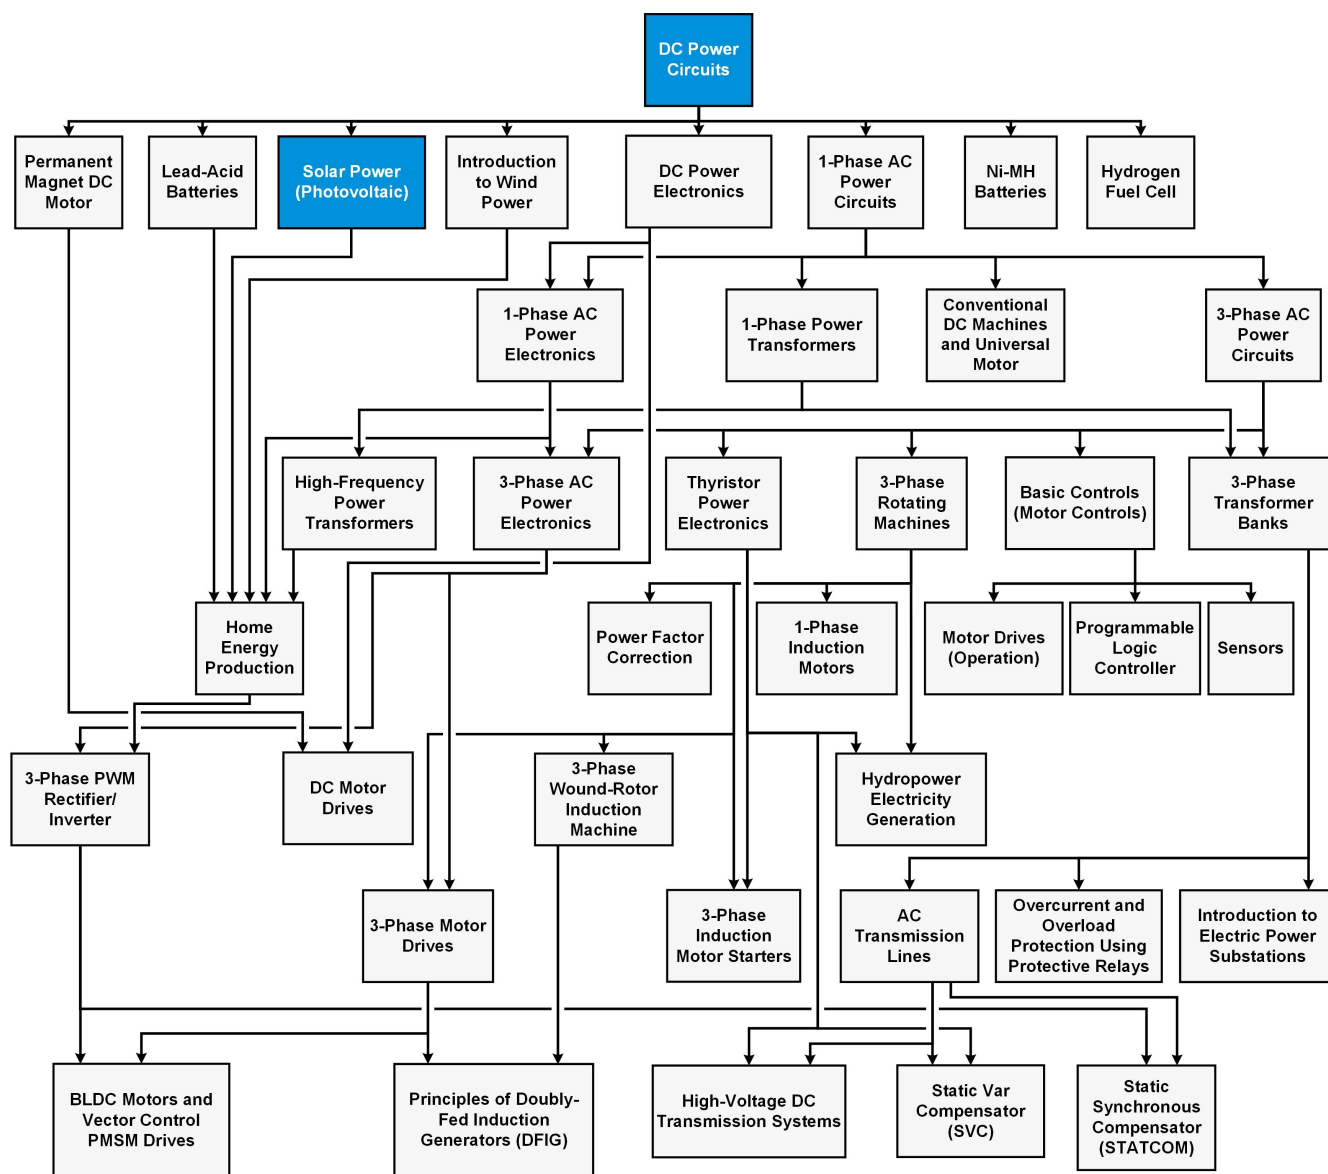 DC Power
Circuits
Permanent
Magnet DC
Motor
Lead-Acid
Batteries
Solar Power
(Photovoltaic)
Introduction
to Wind
Power
DC Power
Electronics
1-Phase AC
Power
Circuits
Ni-MH
Batteries
Hydrogen
Fuel Cell
1-Phase AC
Power
Electronics
1-Phase Power
Transformers
Conventional
DC Machines
and Universal
Motor
3-Phase AC
Power
Circuits
High-Frequency
Power
Transformers
3-Phase AC
Power
Electronics
Thyristor
Power
Electronics
3-Phase
Rotating
Machines
Basic Controls
(Motor Controls)
3-Phase
Transformer
Banks
Home
Energy
Production
Power Factor
Correction
1-Phase
Induction
Motors
Motor Drives
(Operation)
Programmable
Logic
Controller
Sensors
3-Phase PWM
Rectifier/
Inverter
DC Motor
Drives
3-Phase
Wound-Rotor
Induction
Machine
Hydropower
Electricity
Generation
3-Phase Motor
Drives
3-Phase
Induction
Motor Starters
AC
Transmission
Lines
Overcurrent and
Overload
Protection Using
Protective Relays
Introduction to
Electric Power
Substations
BLDC Motors and
Vector Control
PMSM Drives
Principles of Doubly-
Fed Induction
Generators (DFIG)
High-Voltage DC
Transmission Systems
Static Var
Compensator
(SVC)
Static
Synchronous
Compensator
(STATCOM)